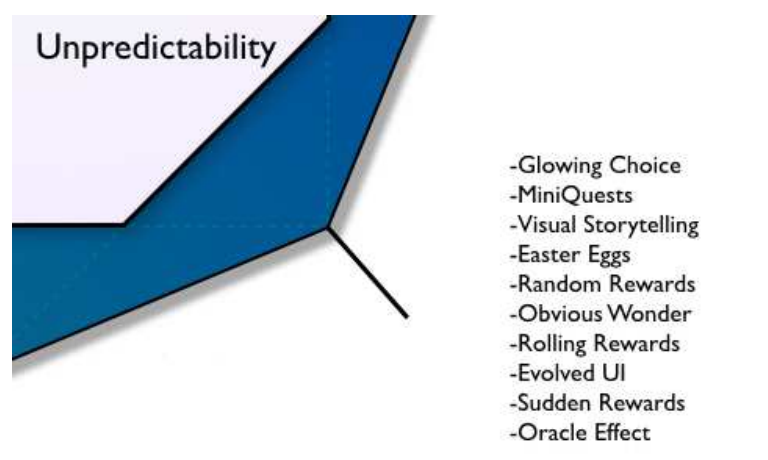 Unpredictability
-Glowing Choice
-MiniQuests
-Visual Storytelling
-Easter Eggs
-Random Rewards
-Obvious Wonder
-Rolling Rewards
-Evolved UI
-Sudden Rewards
-Oracle Effect